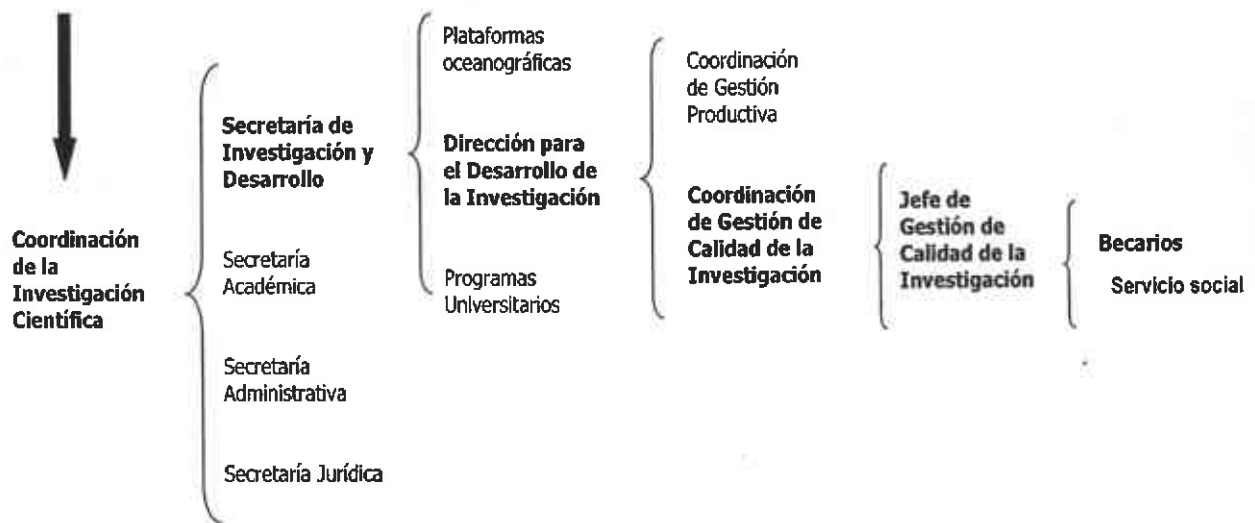 Coordinación
de la
Investigación
Científica
Secretaría de
Investigación y
Desarrollo
Secretaría
Académica
Secretaría
Administrativa
Secretaría Jurídica
Plataformas
oceanográficas
Dirección para
el Desarrollo de
la Investigación
Programas
Universitarios
Coordinación
de Gestión
Productiva
Coordinación
de Gestión de
Calidad de la
Investigación
Jefe de
Gestión de
Calidad de la
Investigación
Becarios
Servicio social